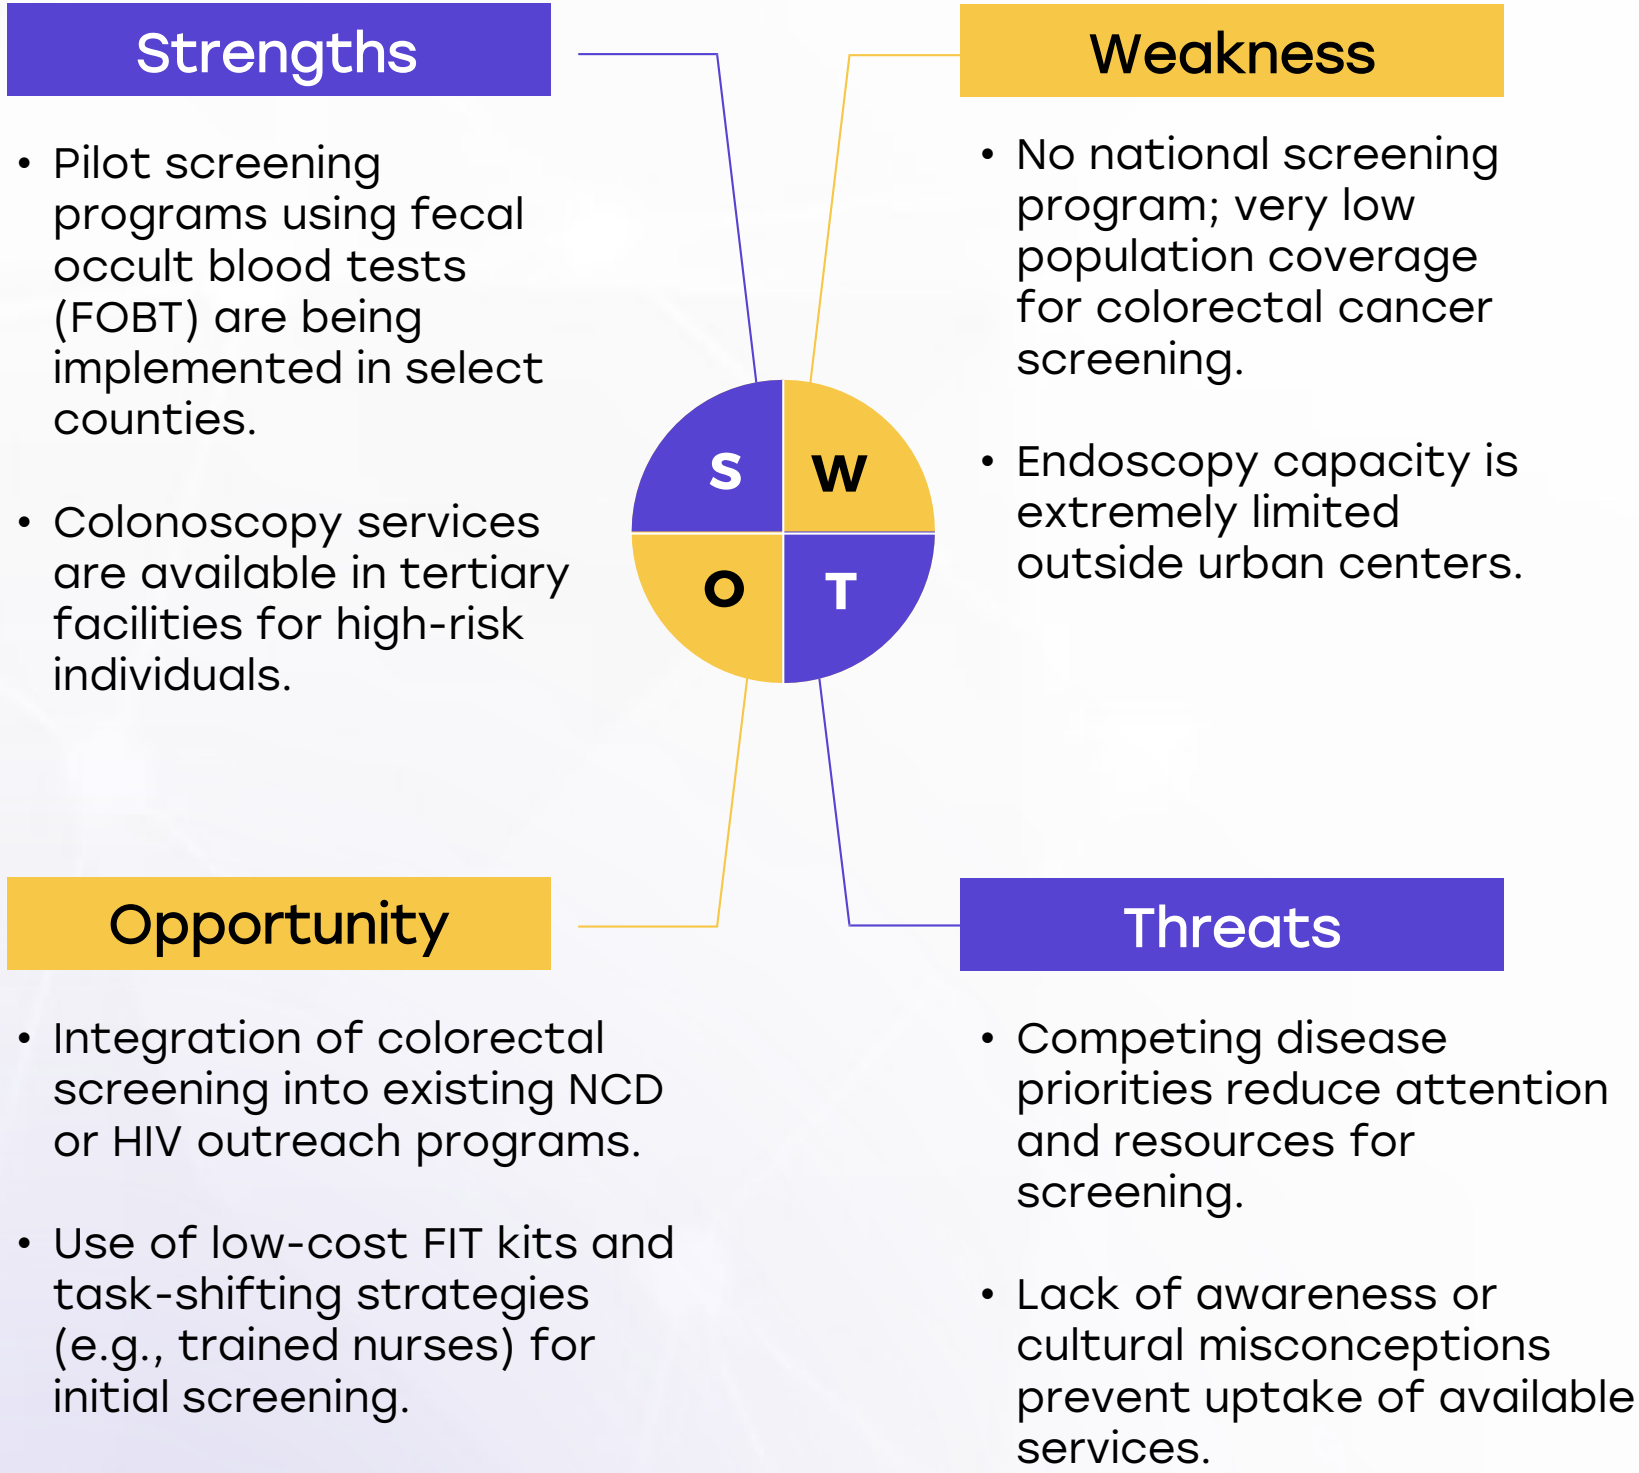 Strengths
• Pilot screening
programs using fecal
occult blood tests
(FOBT) are being
implemented in select
counties.
• Colonoscopy services
are available in tertiary
facilities for high-risk
individuals.
Weakness
• No national screening
program; very low
population coverage
for colorectal cancer
screening.
• Endoscopy capacity is
extremely limited
outside urban centers.
S
W
O
T
Opportunity
• Integration of colorectal
screening into existing NCD
or HIV outreach programs.
• Use of low-cost FIT kits and
task-shifting strategies
(e.g., trained nurses) for
initial screening.
Threats
• Competing disease
priorities reduce attention
and resources for
screening.
• Lack of awareness or
cultural misconceptions
prevent uptake of available
services.